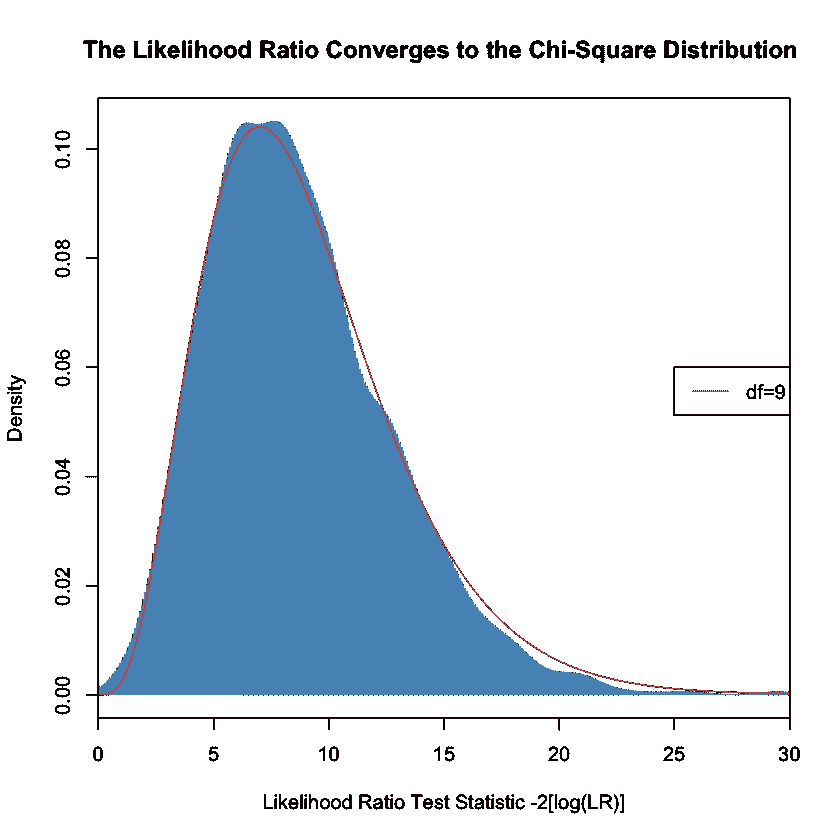 The Likelihood Ratio Converges to the Chi-Square Distribution
Density
0.10
0.08
0.06
0.04
0.02
0.00
df=9
0 5 10 15 20 25 30
Likelihood Ratio Test Statistic -2[log(LR)]